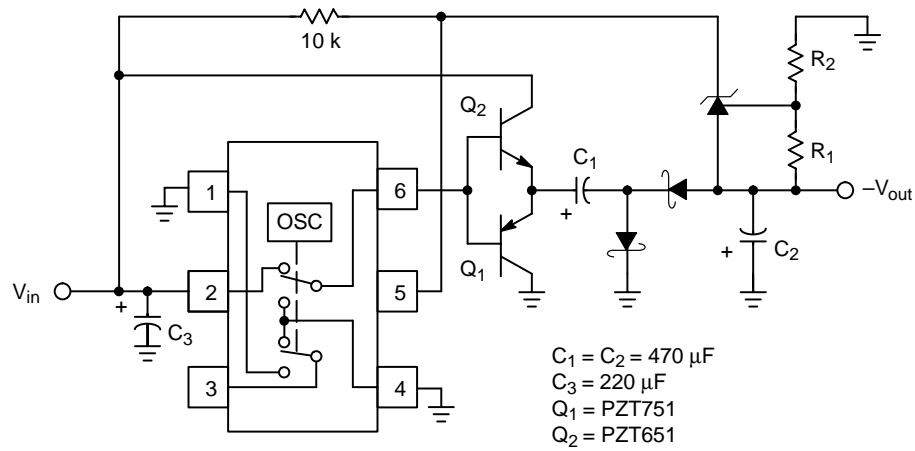 10 k
R2
Q2
R1
C1
+
1
6
OSC
–Vout
Q1
+
C2
Vin
2
5
+
C3
3
4
C1 = C2 = 470 µF
C3 = 220 µF
Q1 = PZT751
Q2 = PZT651